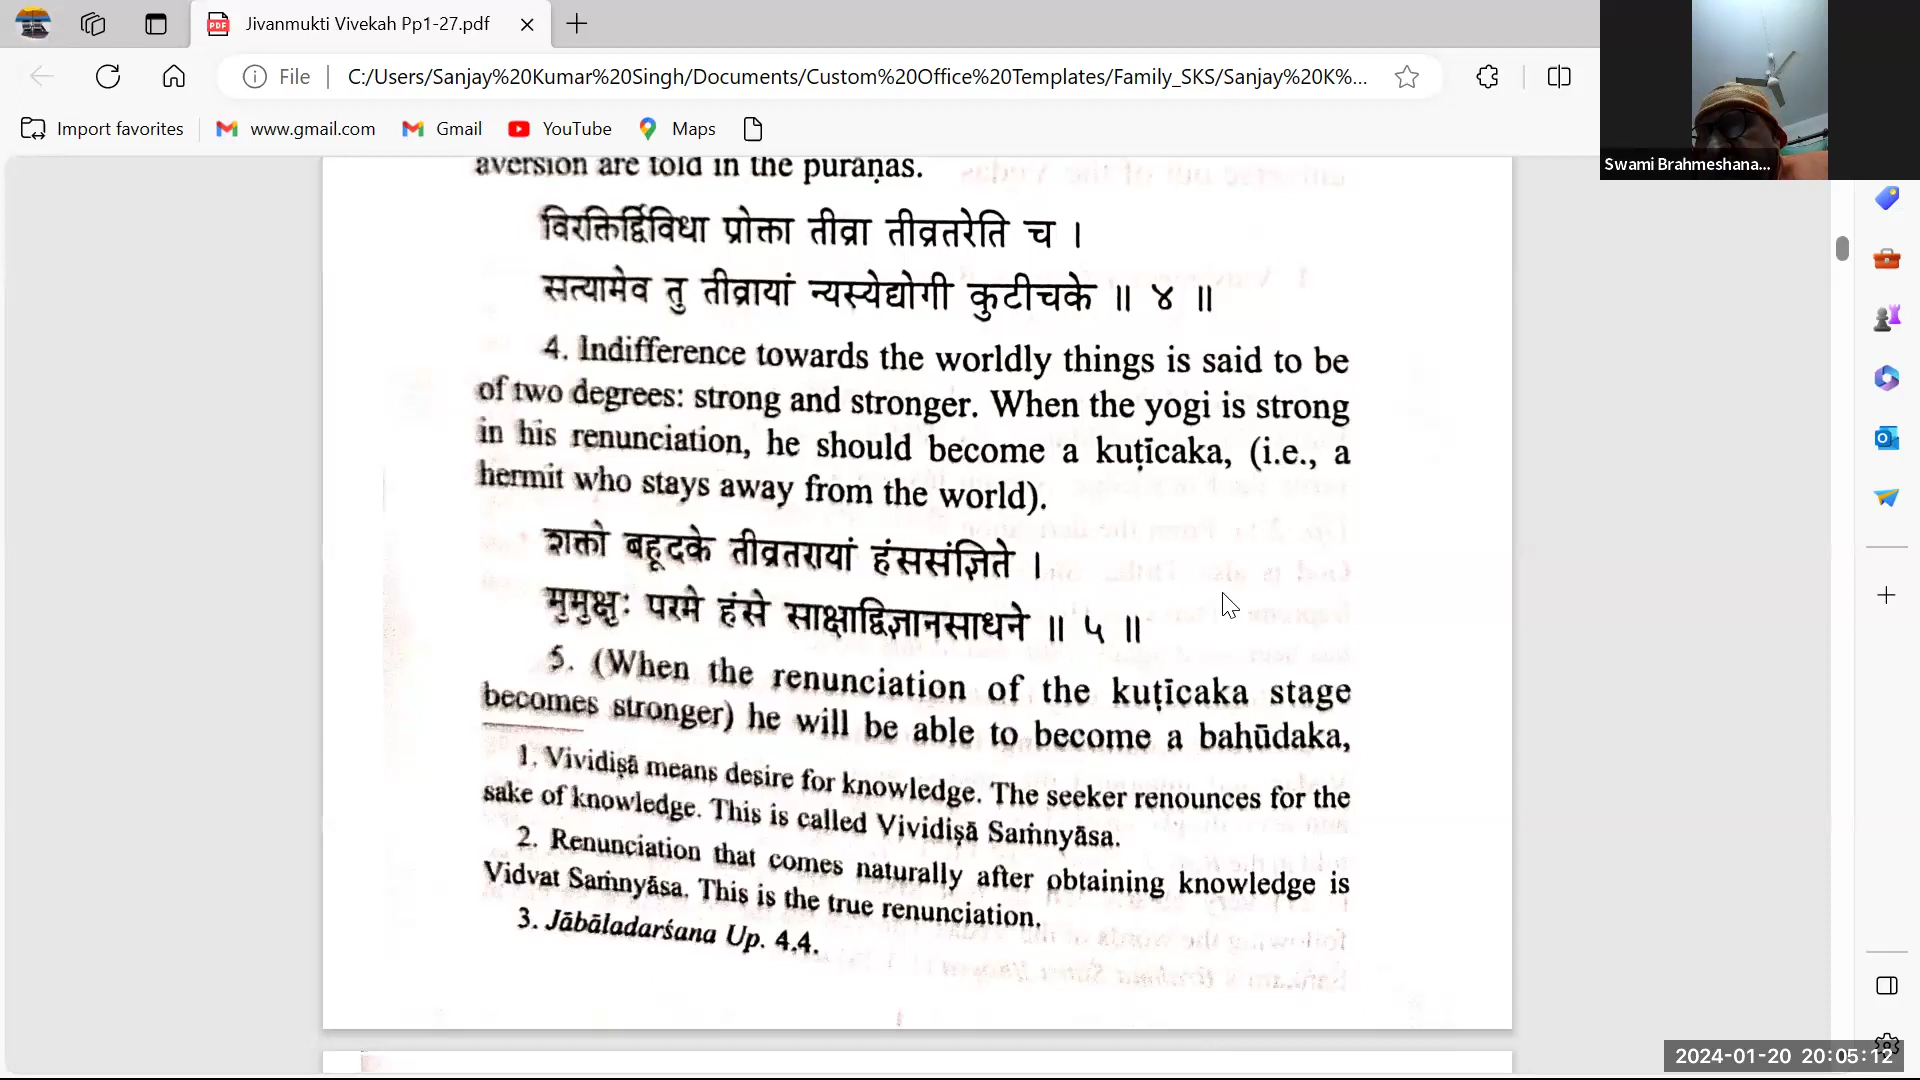 Jivanmukti Vivekah Pp1-27.pdf
File
C:/Users/Sanjay%20Kumar%20Singh/Documents/Custom%20Office%20Templates/Family_SKS/Sanjay%20K%...
Import favorites
www.gmail.com
Gmail
YouTube
Maps
Swami Brahmeshana...
aversion are told in the purāṇas.
विरक्तिर्द्विविधा प्रोक्ता तीव्रा तीव्रतरेति च ।
सत्यामेव तु तीव्रायां न्यस्येद्योगी कुटीचके ॥ ४ ॥
4. Indifference towards the worldly things is said to be
of two degrees: strong and stronger. When the yogi is strong
in his renunciation, he should become a kuṭīcaka, (i.e., a
hermit who stays away from the world).
शक्तो बहूदके तीव्रतरायां हंससंज्ञिते ।
मुमुक्षुः परमे हंसे साक्षाद्विज्ञानसाधने ॥ ५ ॥
5. (When the renunciation of the kuṭīcaka stage
becomes stronger) he will be able to become a bahūdaka,
1. Vividiṣā means desire for knowledge. The seeker renounces for the
sake of knowledge. This is called Vividiṣā Saṁnyāsa.
2. Renunciation that comes naturally after obtaining knowledge is
Vidvat Saṁnyāsa. This is the true renunciation.
3. Jābāladarśana Up. 4.4.
2024-01-20 20:05:12